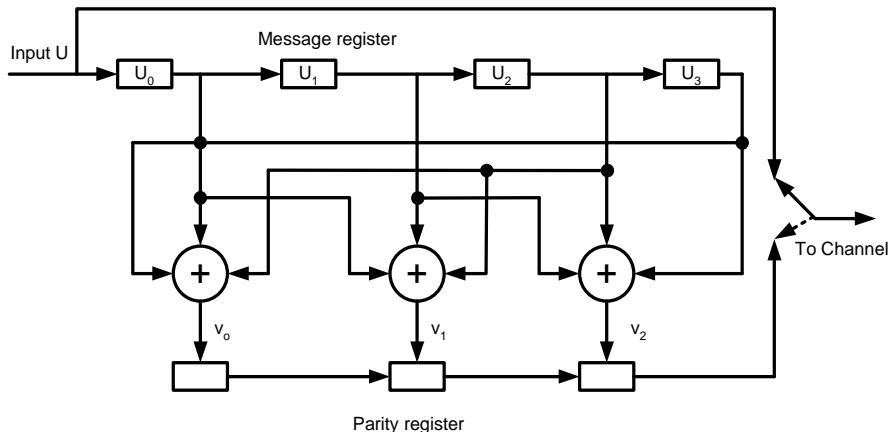 Message register
Input U
U₀
U₁
U₂
U₃
+
+
+
To Channel
vₒ
v₁
v₂
Parity register